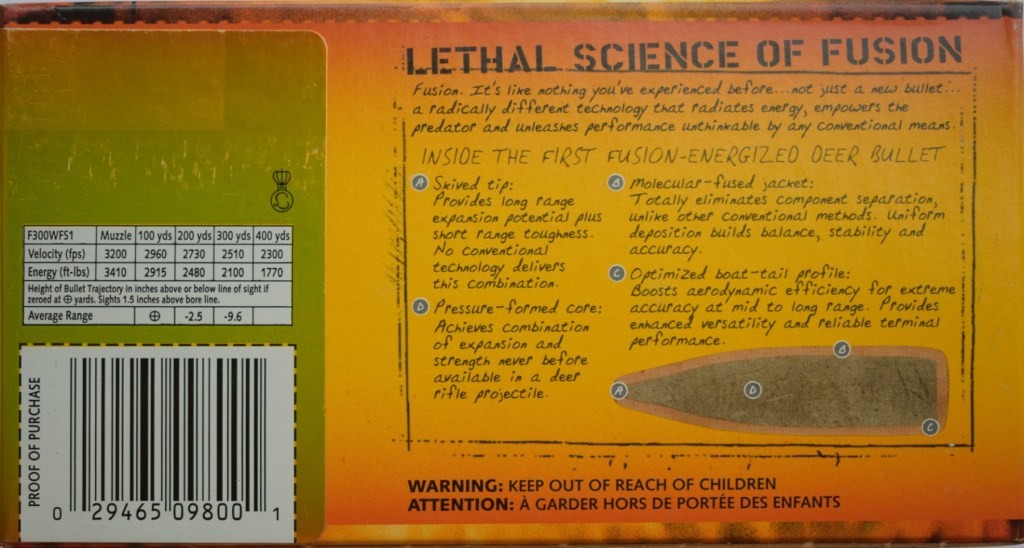 LETHAL SCIENCE OF FUSION
Fusion. It's like nothing you've experienced before...not just a new bullet...
a radically different technology that radiates energy, empowers the
predator and unleashes performance unthinkable by any conventional means.
INSIDE THE FIRST FUSION-ENERGIZED DEER BULLET
A Skived tip:
Provides long range
expansion potential plus
short range toughness.
No conventional
technology delivers
this combination.
D Pressure-formed core:
Achieves combination
of expansion and
strength never before
available in a deer
rifle projectile.
B Molecular-fused jacket:
Totally eliminates component separation,
unlike other conventional methods. Uniform
deposition builds balance, stability and
accuracy.
C Optimized boat-tail profile:
Boosts aerodynamic efficiency for extreme
accuracy at mid to long range. Provides
enhanced versatility and reliable terminal
performance.
B
A
D
C
WARNING: KEEP OUT OF REACH OF CHILDREN
ATTENTION: À GARDER HORS DE PORTÉE DES ENFANTS
C
F300WFS1 Muzzle 100 yds 200 yds 300 yds 400 yds
Velocity (fps) 3200 2960 2730 2510 2300
Energy (ft-lbs) 3410 2915 2480 2100 1770
Height of Bullet Trajectory in inches above or below line of sight if
zeroed at ⊕ yards. Sights 1.5 inches above bore line.
Average Range ⊕ -2.5 -9.6
PROOF OF PURCHASE
0 29465 09800 1